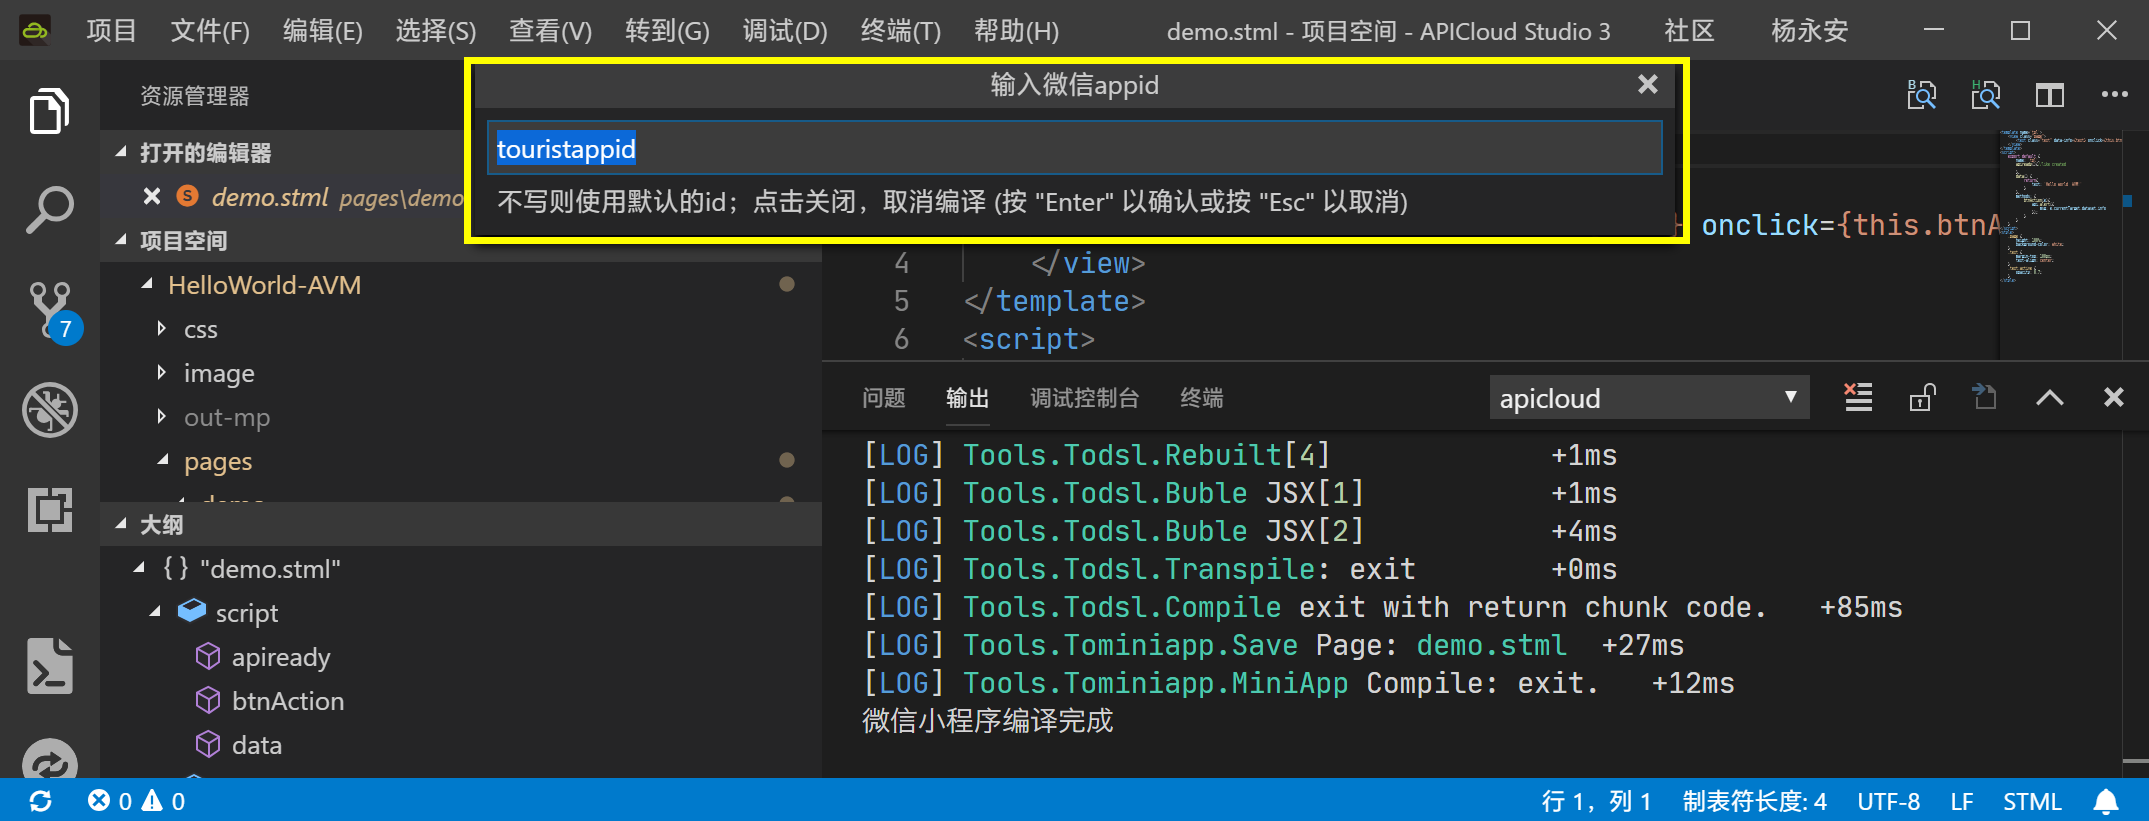 项目 文件(F) 编辑(E) 选择(S) 查看(V) 转到(G) 调试(D) 终端(T) 帮助(H) demo.stml - 项目空间 - APICloud Studio 3 社区 杨永安
输入微信appid
touristappid
不写则使用默认的id；点击关闭，取消编译 (按 "Enter" 以确认或按 "Esc" 以取消)
资源管理器
打开的编辑器
demo.stml pages\demo
项目空间
HelloWorld-AVM
css
image
out-mp
pages
7
大纲
{ } "demo.stml"
script
apiready
btnAction
data
onclick={this.btnA
4 </view>
5 </template>
6 <script>
问题 输出 调试控制台 终端 apicloud
[LOG] Tools.Todsl.Rebuilt[4] +1ms
[LOG] Tools.Todsl.Buble JSX[1] +1ms
[LOG] Tools.Todsl.Buble JSX[2] +4ms
[LOG] Tools.Todsl.Transpile: exit +0ms
[LOG] Tools.Todsl.Compile exit with return chunk code. +85ms
[LOG] Tools.Tominiapp.Save Page: demo.stml +27ms
[LOG] Tools.Tominiapp.MiniApp Compile: exit. +12ms
微信小程序编译完成
0 0 行 1，列 1 制表符长度: 4 UTF-8 LF STML